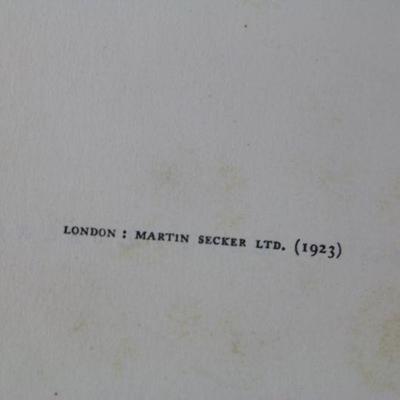 LONDON : MARTIN SECKER LTD. (1923)